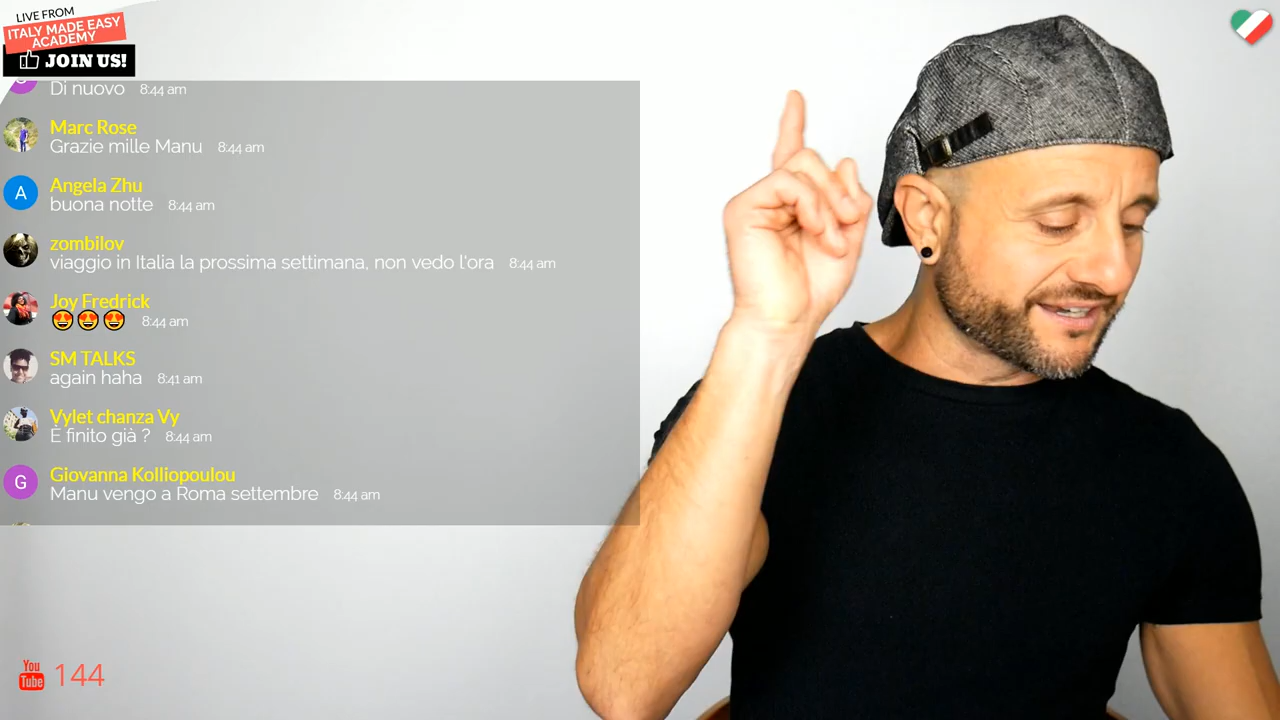 LIVE FROM
ITALY MADE EASY
ACADEMY
JOIN US!
Di nuovo 8:44 am
Marc Rose
Grazie mille Manu 8:44 am
A
Angela Zhu
buona notte 8:44 am
zombilov
viaggio in Italia la prossima settimana, non vedo l'ora 8:44 am
Joy Fredrick
😍😍😍 8:44 am
SM TALKS
again haha 8:41 am
Vylet chanza Vy
È finito già ? 8:44 am
G
Giovanna Kolliopoulou
Manu vengo a Roma settembre 8:44 am
You
Tube
144